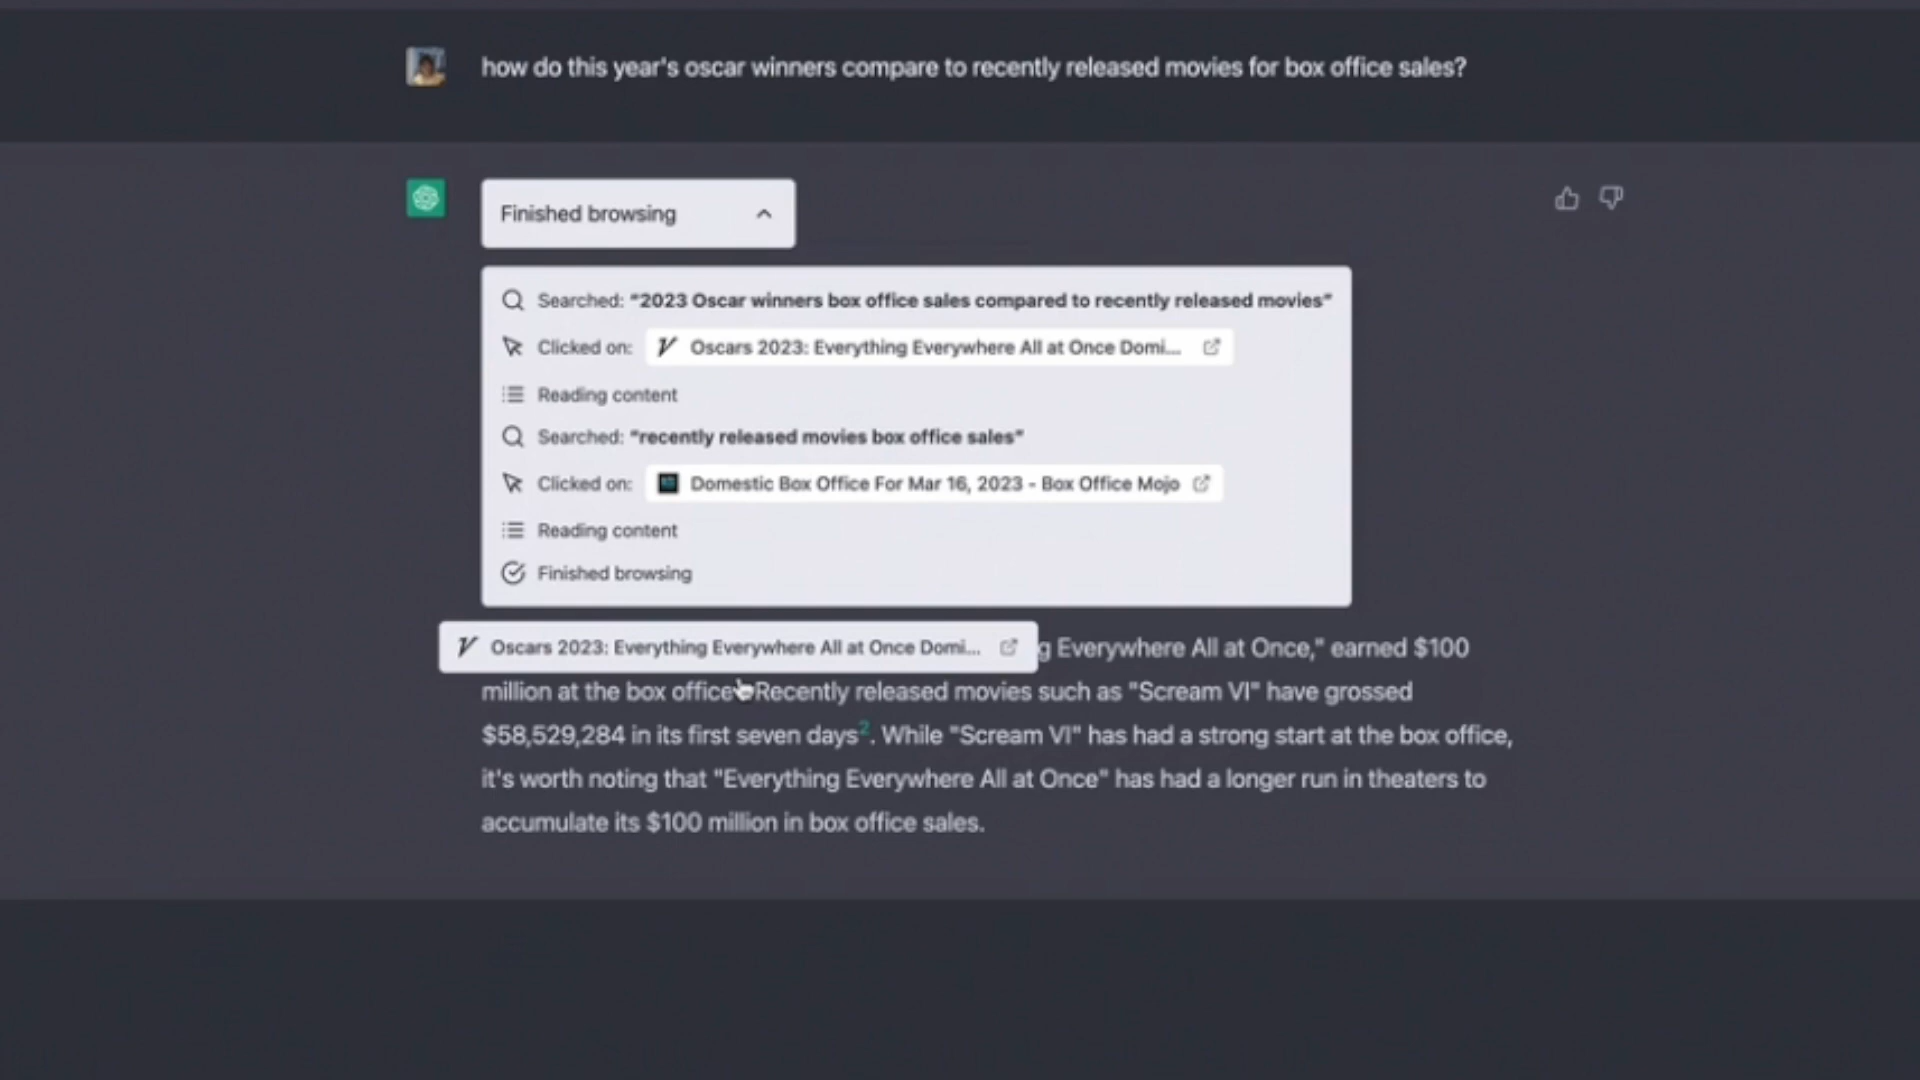 how do this year's oscar winners compare to recently released movies for box office sales?
Finished browsing
Searched: "2023 Oscar winners box office sales compared to recently released movies"
Clicked on: Oscars 2023: Everything Everywhere All at Once Domi...
Reading content
Searched: "recently released movies box office sales"
Clicked on: Domestic Box Office For Mar 16, 2023 - Box Office Mojo
Reading content
Finished browsing
Oscars 2023: Everything Everywhere All at Once Domi... g Everywhere All at Once," earned $100
million at the box office Recently released movies such as "Scream VI" have grossed
$58,529,284 in its first seven days2. While "Scream VI" has had a strong start at the box office,
it's worth noting that "Everything Everywhere All at Once" has had a longer run in theaters to
accumulate its $100 million in box office sales.